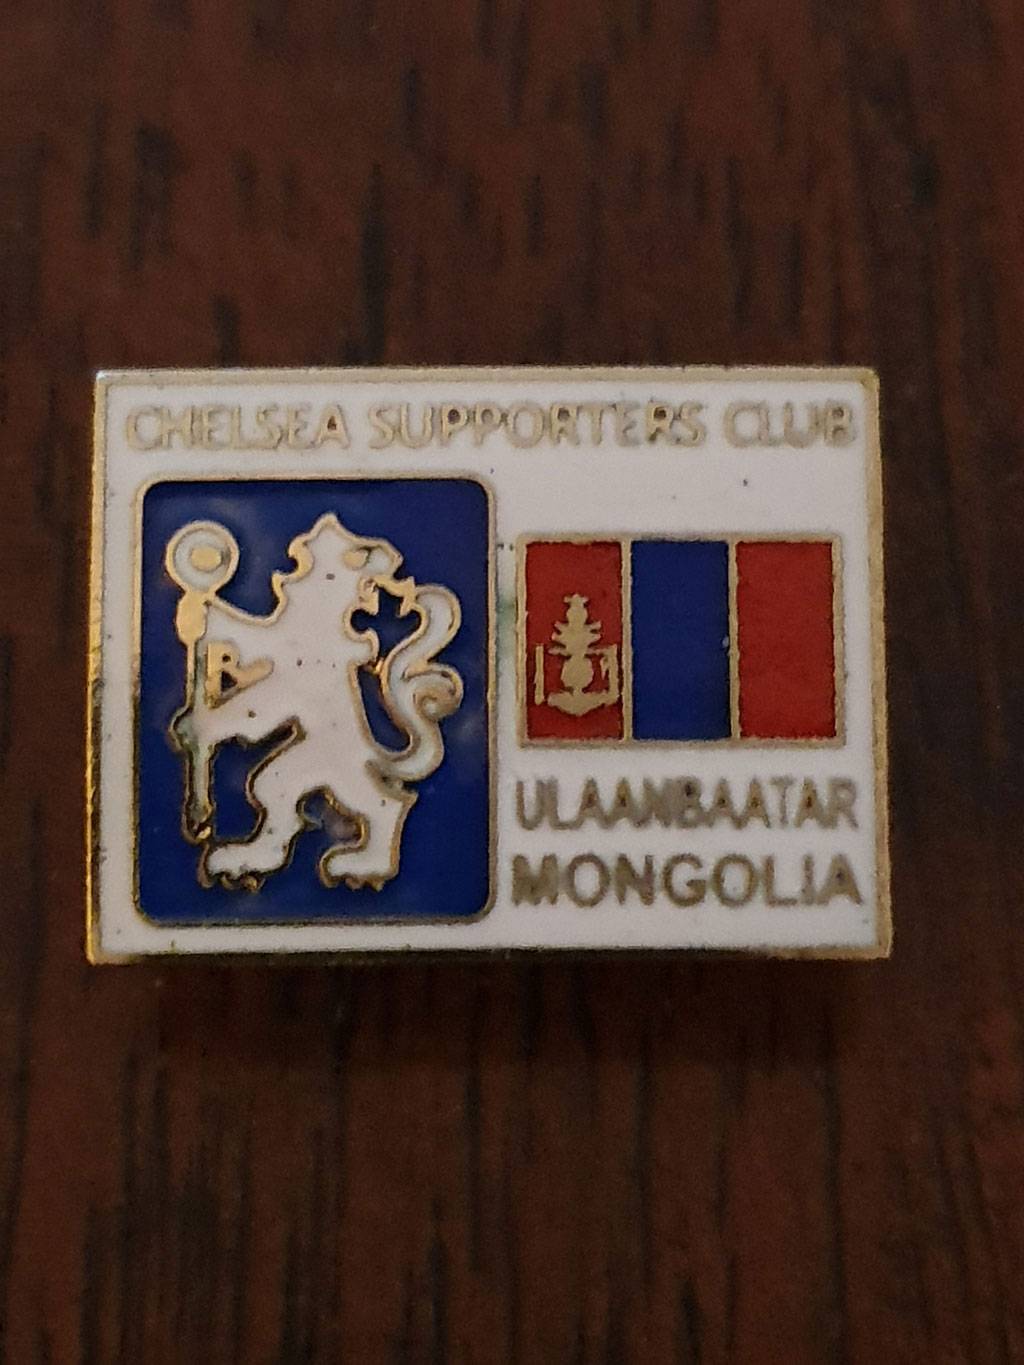 CHELSEA SUPPORTERS CLUB
ULAANBAATAR
MONGOLIA